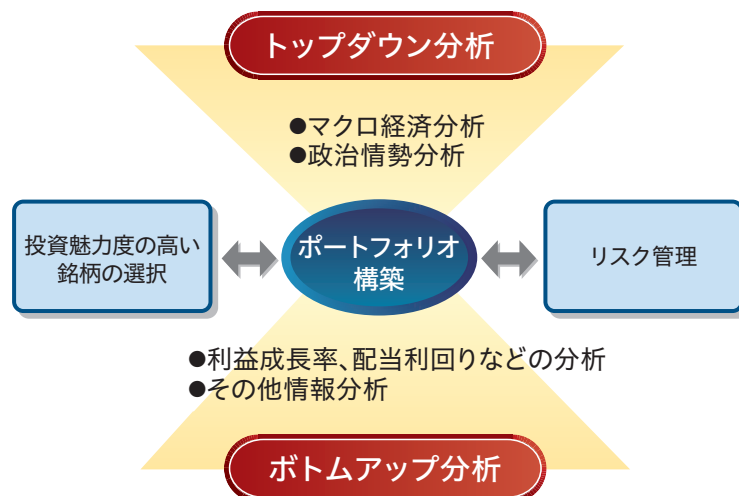 トップダウン分析
●マクロ経済分析
●政治情勢分析
投資魅力度の高い
銘柄の選択
ポートフォリオ
構築
リスク管理
●利益成長率、配当利回りなどの分析
●その他情報分析
ボトムアップ分析